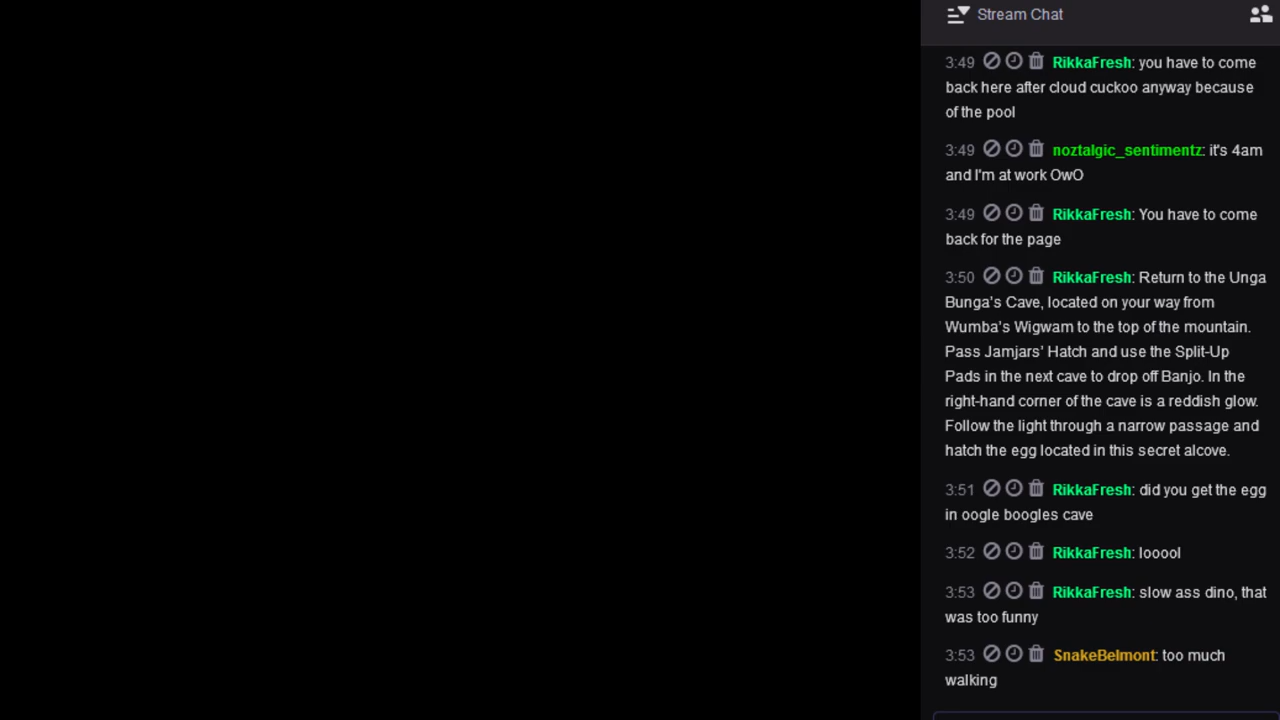 Stream Chat
3:49 RikkaFresh: you have to come
back here after cloud cuckoo anyway because
of the pool
3:49 noztalgic_sentimentz: it's 4am
and I'm at work OwO
3:49 RikkaFresh: You have to come
back for the page
3:50 RikkaFresh: Return to the Unga
Bunga's Cave, located on your way from
Wumba's Wigwam to the top of the mountain.
Pass Jamjars' Hatch and use the Split-Up
Pads in the next cave to drop off Banjo. In the
right-hand corner of the cave is a reddish glow.
Follow the light through a narrow passage and
hatch the egg located in this secret alcove.
3:51 RikkaFresh: did you get the egg
in oogle boogles cave
3:52 RikkaFresh: looool
3:53 RikkaFresh: slow ass dino, that
was too funny
3:53 SnakeBelmont: too much
walking